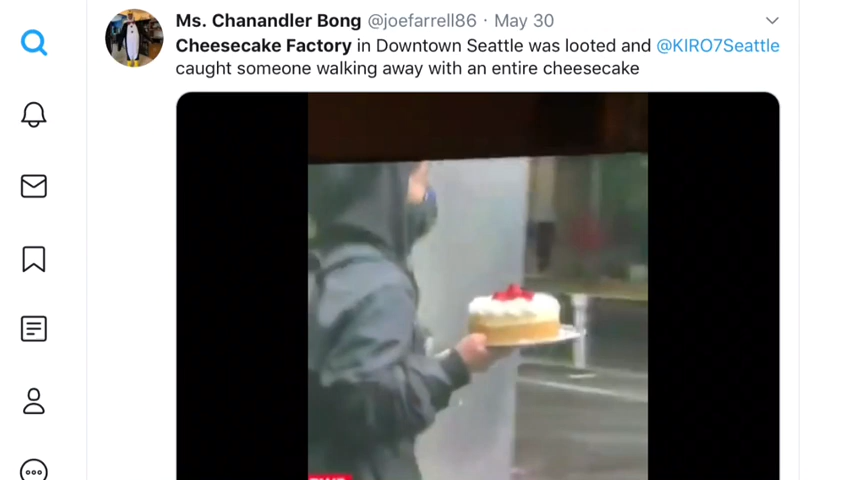 Ms. Chanandler Bong @joefarrell86 · May 30
Cheesecake Factory in Downtown Seattle was looted and @KIRO7Seattle
caught someone walking away with an entire cheesecake